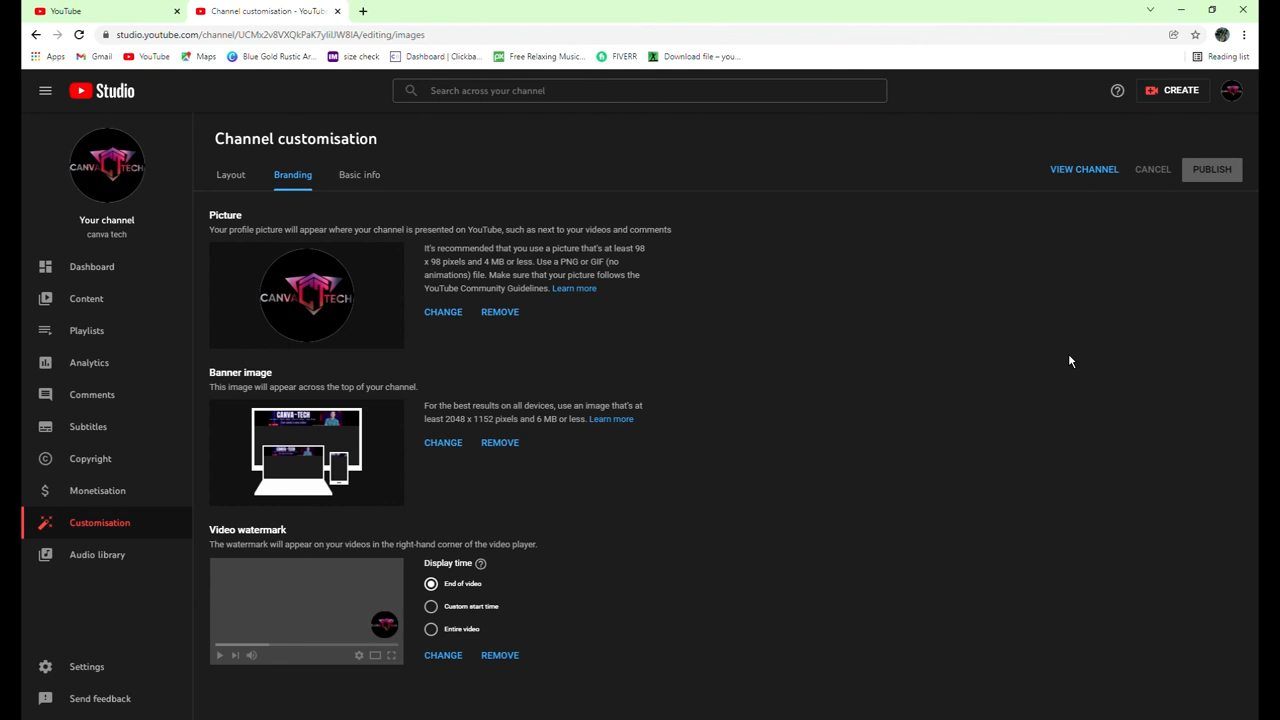 YouTube
Channel customisation - YouTub
studio.youtube.com/channel/UCMx2v8VXQkPaK7yIiUW8IA/editing/images
Apps
Gmail
YouTube
Maps
Blue Gold Rustic Ar...
size check
Dashboard | Clickba...
Free Relaxing Music...
FIVERR
Download file – you...
Reading list
Studio
Search across your channel
CREATE
CANVA TECH
Your channel
canva tech
Dashboard
Content
Playlists
Analytics
Comments
Subtitles
Copyright
Monetisation
Customisation
Audio library
Settings
Send feedback
Channel customisation
Layout
Branding
Basic info
VIEW CHANNEL
CANCEL
PUBLISH
Picture
Your profile picture will appear where your channel is presented on YouTube, such as next to your videos and comments
CANVA TECH
It's recommended that you use a picture that's at least 98
x 98 pixels and 4 MB or less. Use a PNG or GIF (no
animations) file. Make sure that your picture follows the
YouTube Community Guidelines. Learn more
CHANGE
REMOVE
Banner image
This image will appear across the top of your channel.
CANVA-TECH
For the best results on all devices, use an image that's at
least 2048 x 1152 pixels and 6 MB or less. Learn more
CHANGE
REMOVE
Video watermark
The watermark will appear on your videos in the right-hand corner of the video player.
Display time
End of video
Custom start time
Entire video
CHANGE
REMOVE